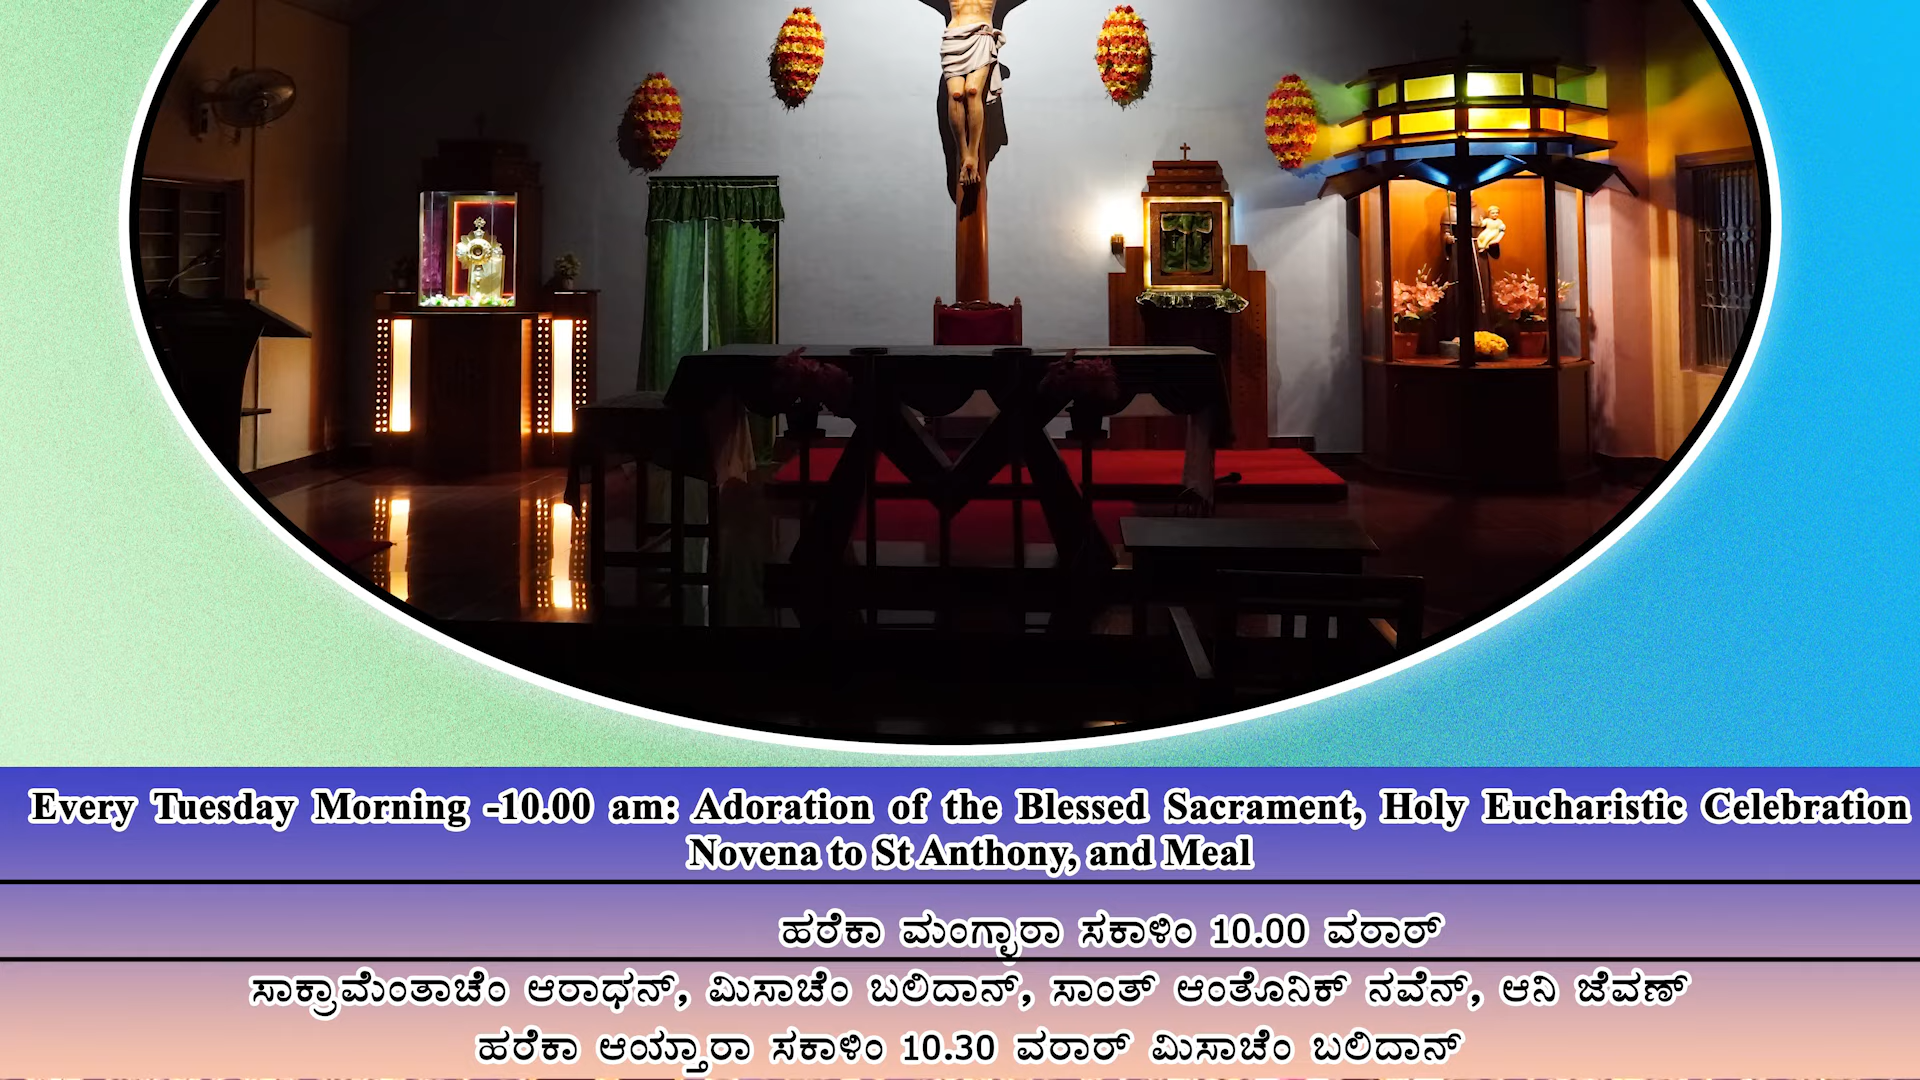 Every Tuesday Morning -10.00 am: Adoration of the Blessed Sacrament, Holy Eucharistic Celebration
Novena to St Anthony, and Meal
ಹರೆಕಾ ಮಂಗ್ಳಾರಾ ಸಕಾಳಿಂ 10.00 ವರಾರ್
ಸಾಕ್ರಾಮೆಂತಾಚೆಂ ಆರಾಧನ್, ಮಿಸಾಚೆಂ ಬಲಿದಾನ್, ಸಾಂತ್ ಆಂತೊನಿಕ್ ನವೆನ್, ಆನಿ ಜೆವಣ್
ಹರೆಕಾ ಆಯ್ತಾರಾ ಸಕಾಳಿಂ 10.30 ವರಾರ್ ಮಿಸಾಚೆಂ ಬಲಿದಾನ್